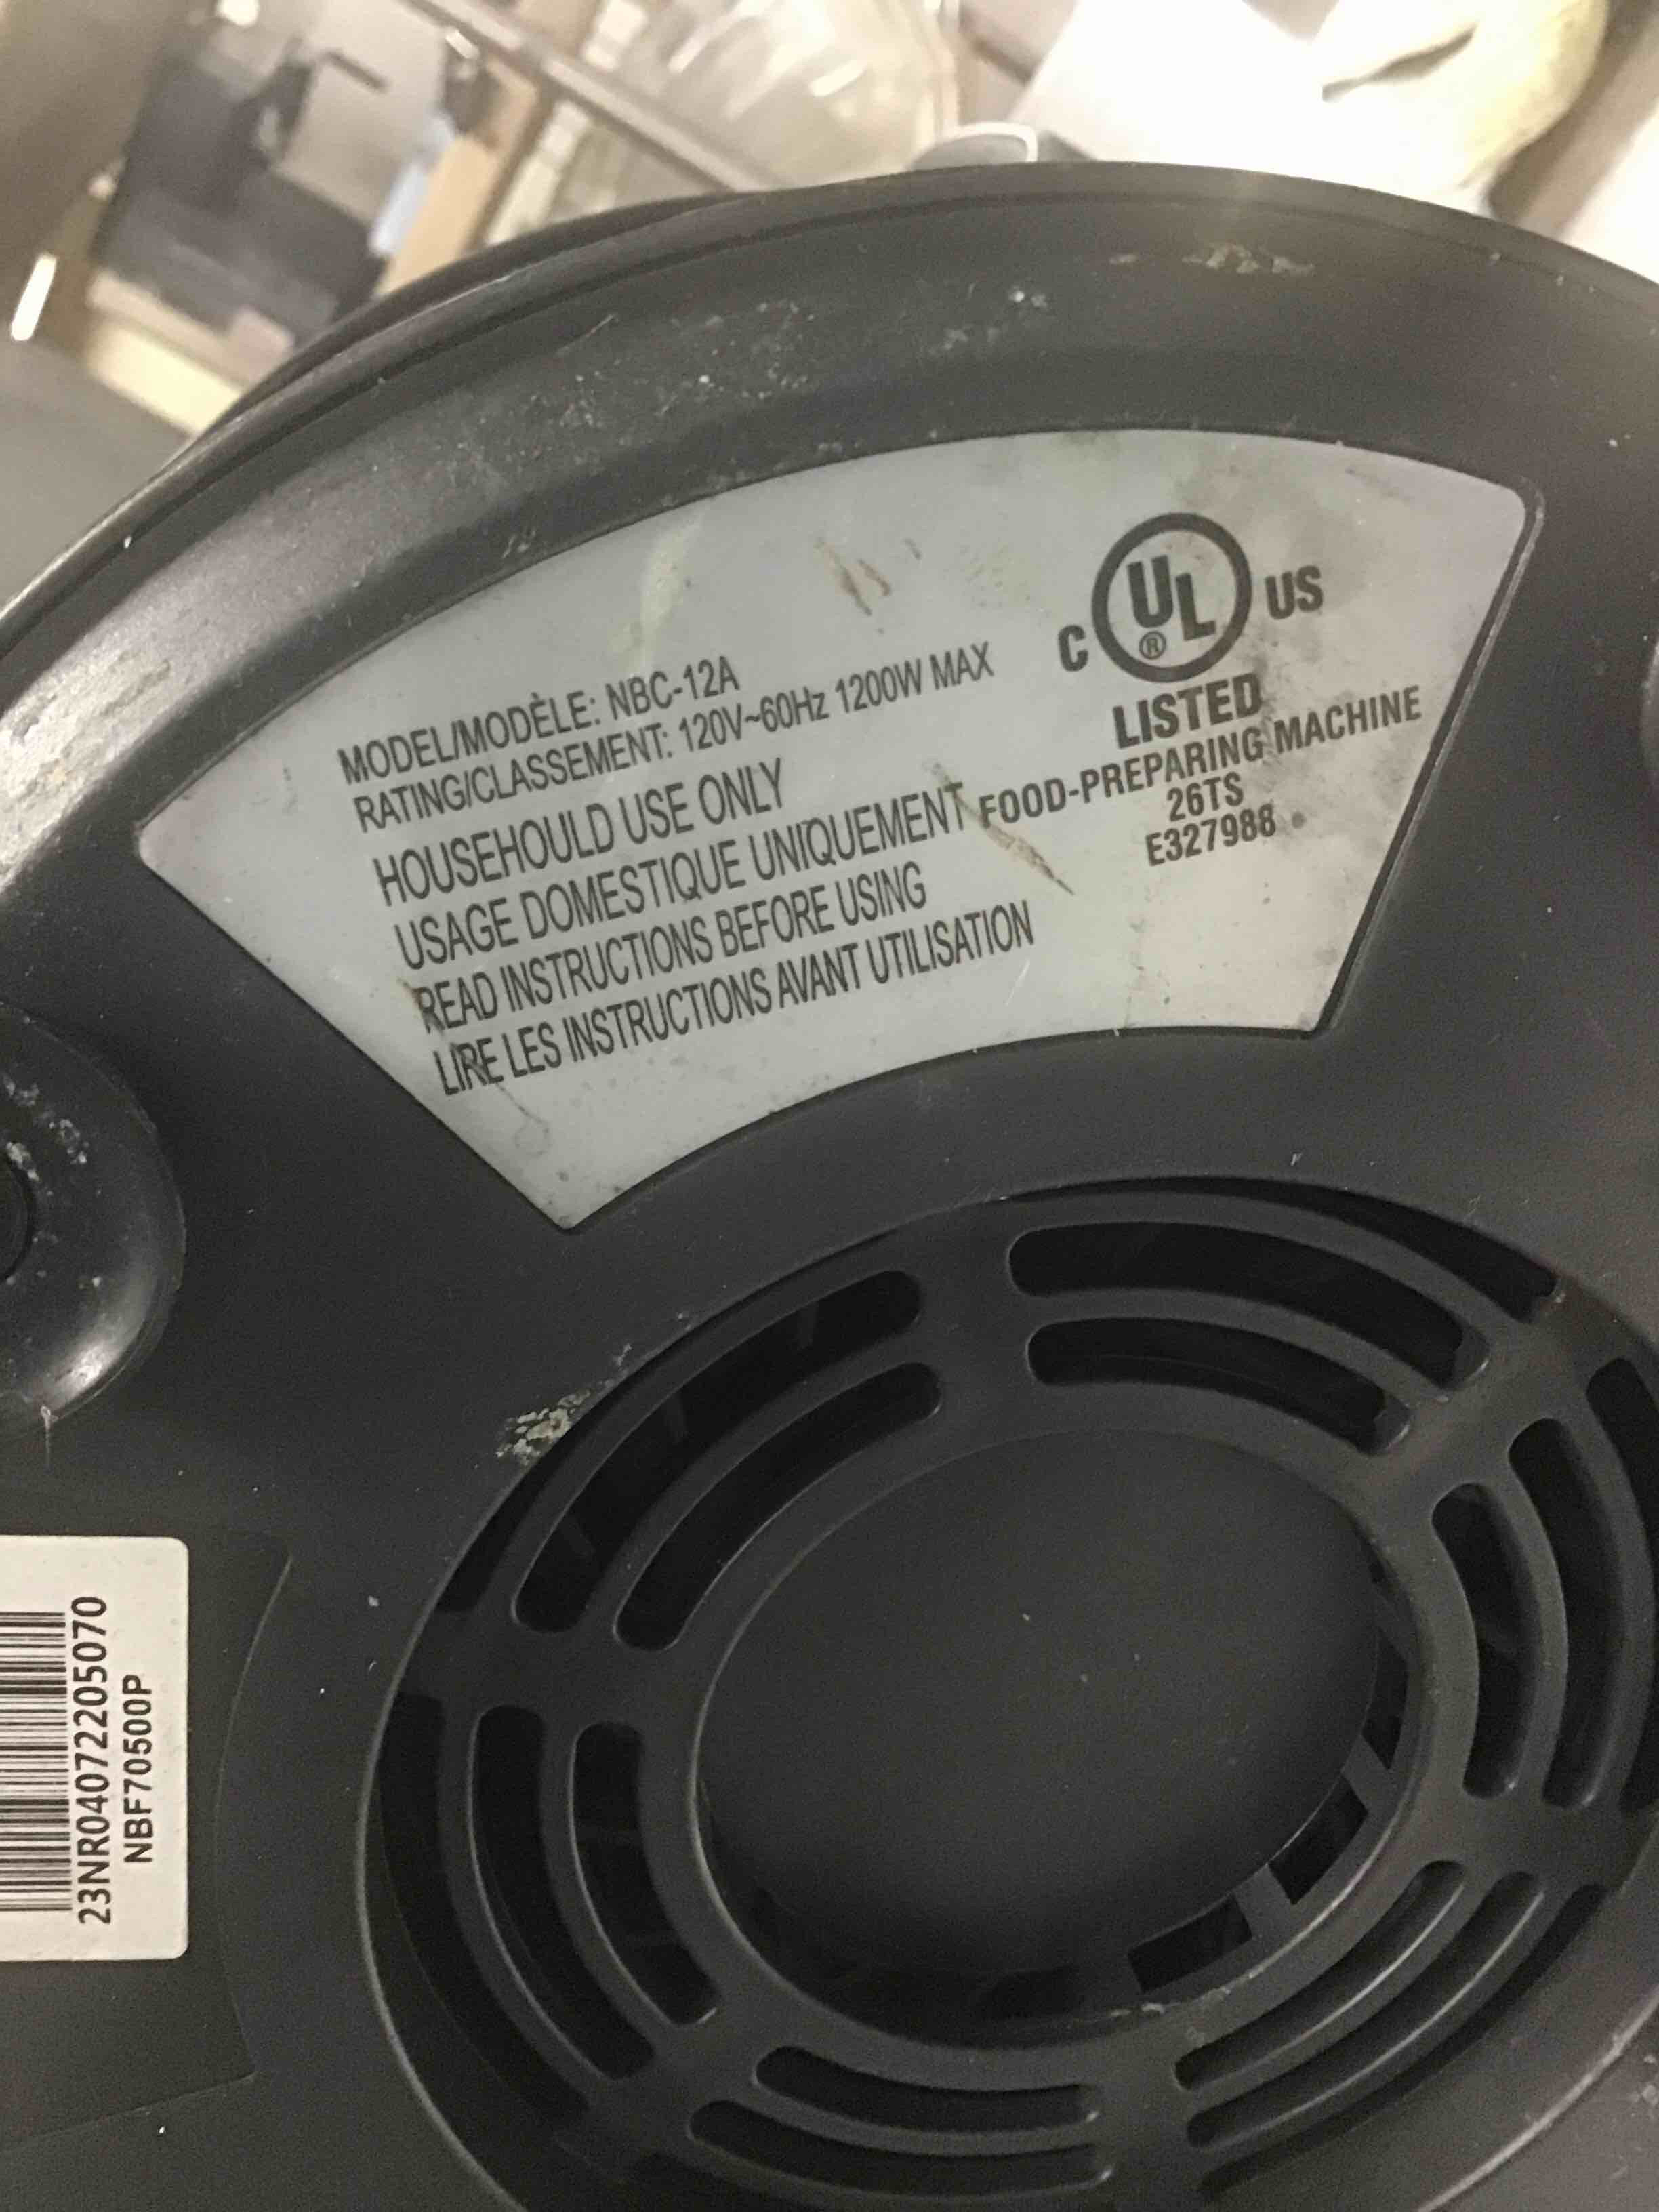 MODEL/MODÈLE: NBC-12A
RATING/CLASSEMENT: 120V~60Hz 1200W MAX
HOUSEHOULD USE ONLY
USAGE DOMESTIQUE UNIQUEMENT
READ INSTRUCTIONS BEFORE USING
LIRE LES INSTRUCTIONS AVANT UTILISATION
C UL® US
LISTED
FOOD-PREPARING MACHINE
26TS
E327988
23NR04072205070
NBF70500P